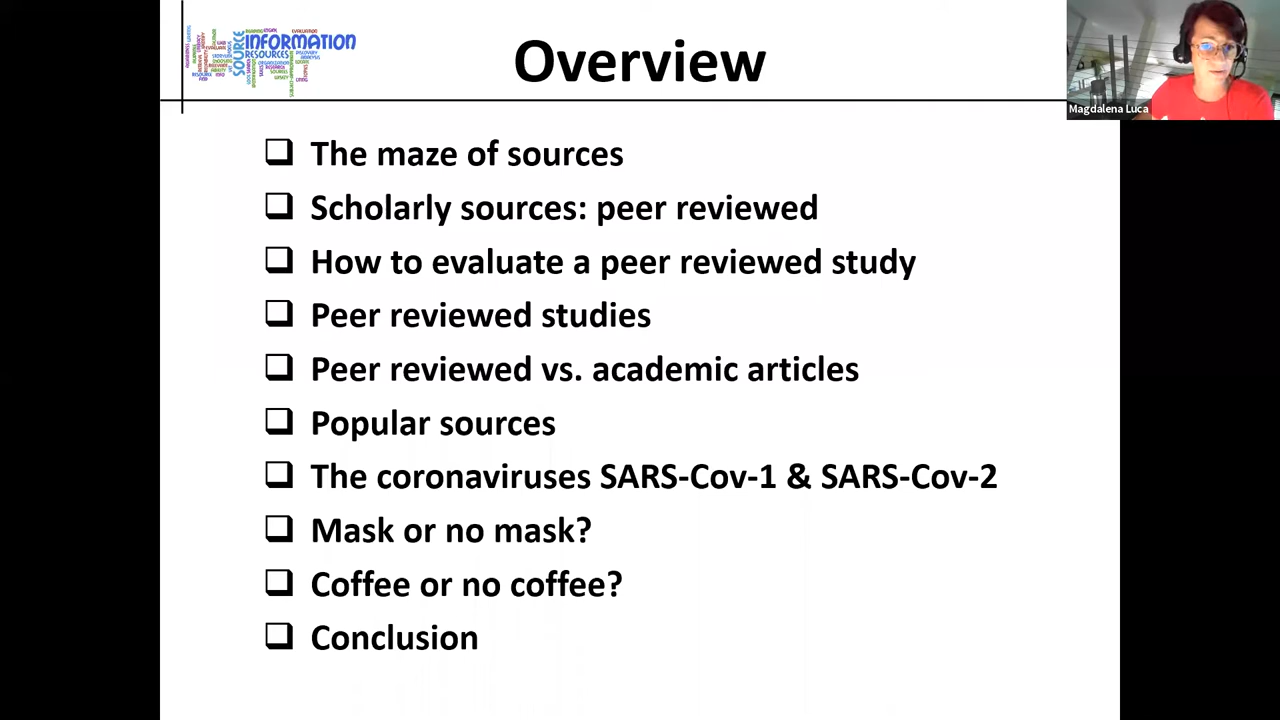 SOURCE
INFORMATION
RESOURCES
Overview
Magdalena Luca
The maze of sources
Scholarly sources: peer reviewed
How to evaluate a peer reviewed study
Peer reviewed studies
Peer reviewed vs. academic articles
Popular sources
The coronaviruses SARS-Cov-1 & SARS-Cov-2
Mask or no mask?
Coffee or no coffee?
Conclusion